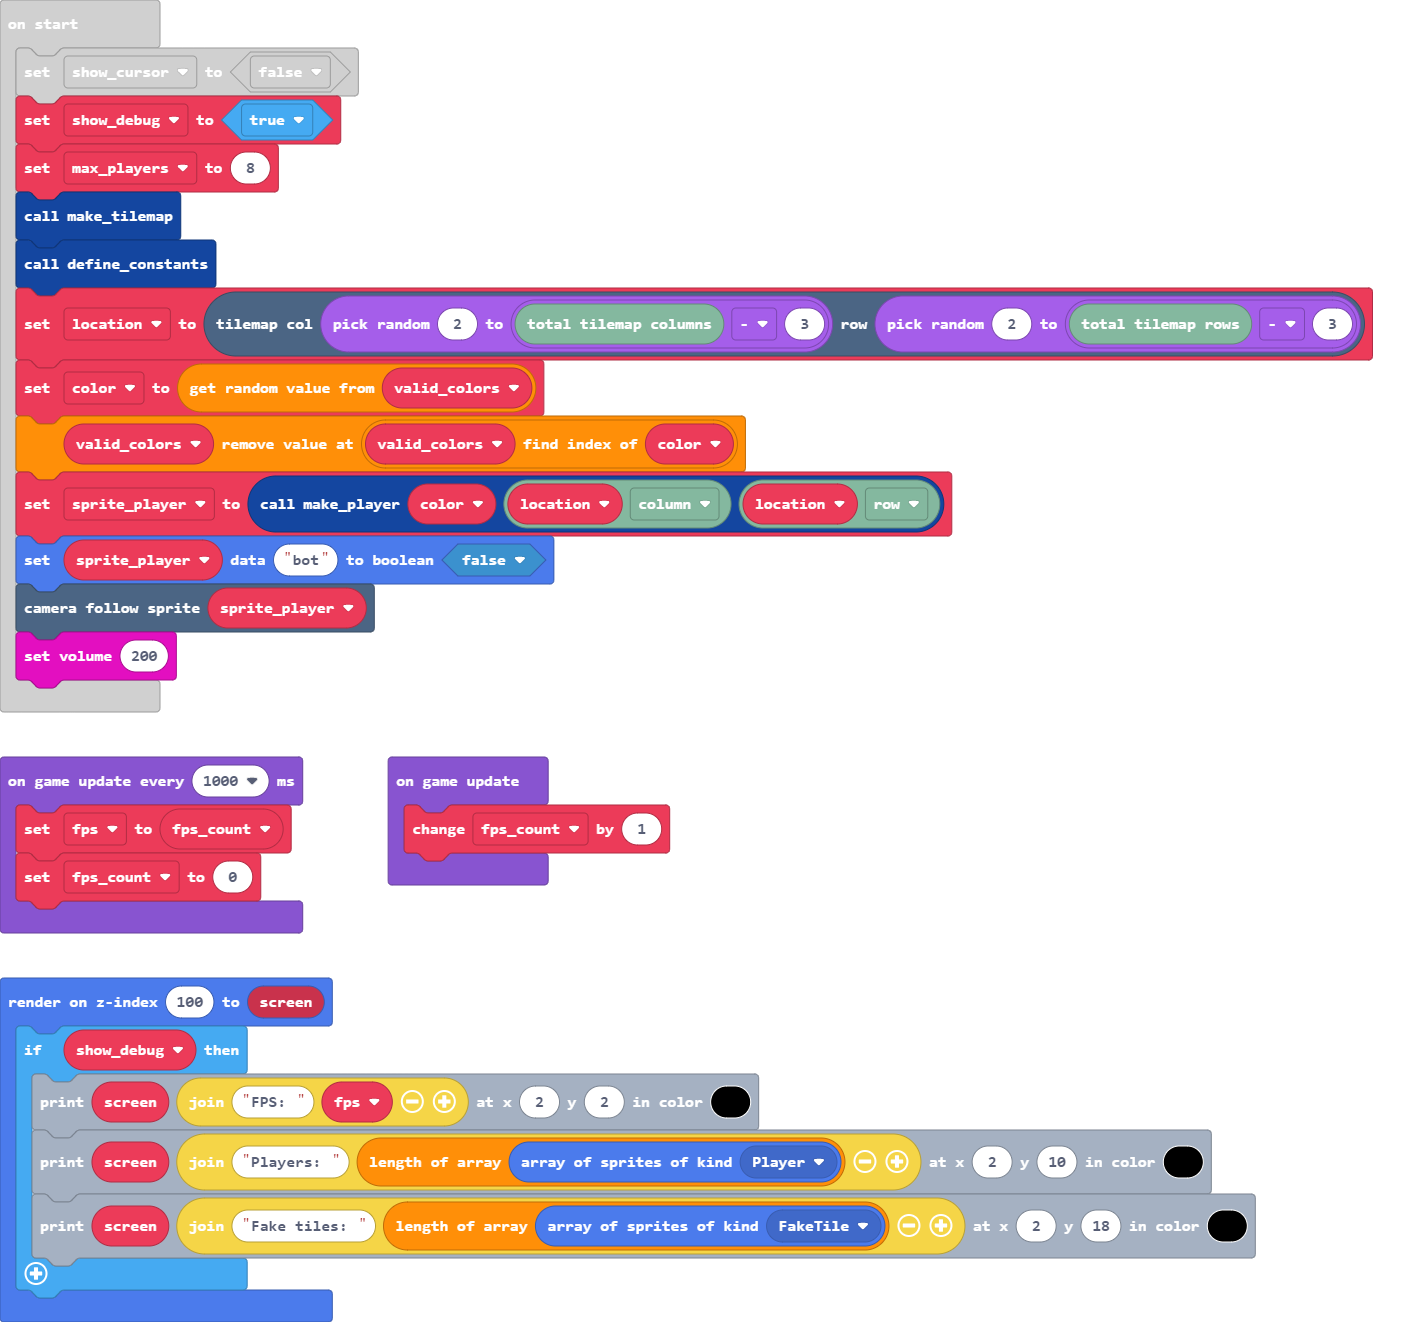 on start
set show_cursor to false
set show_debug to true
set max_players to 8
call make_tilemap
call define_constants
set location to tilemap col pick random 2 to total tilemap columns - 3 row pick random 2 to total tilemap rows - 3
set color to get random value from valid_colors
valid_colors remove value at valid_colors find index of color
set sprite_player to call make_player color location column location row
set sprite_player data "bot" to boolean false
camera follow sprite sprite_player
set volume 200
on game update every 1000 ms
set fps to fps_count
set fps_count to 0
on game update
change fps_count by 1
render on z-index 100 to screen
if show_debug then
print screen join "FPS: " fps at x 2 y 2 in color
print screen join "Players: " length of array array of sprites of kind Player at x 2 y 10 in color
print screen join "Fake tiles: " length of array array of sprites of kind FakeTile at x 2 y 18 in color